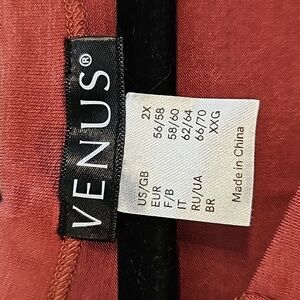 VENUS®
US/GB 2X
EUR 56/58
F/B 58/60
IT 62/64
RU/UA 66/70
BR XXG
Made in China